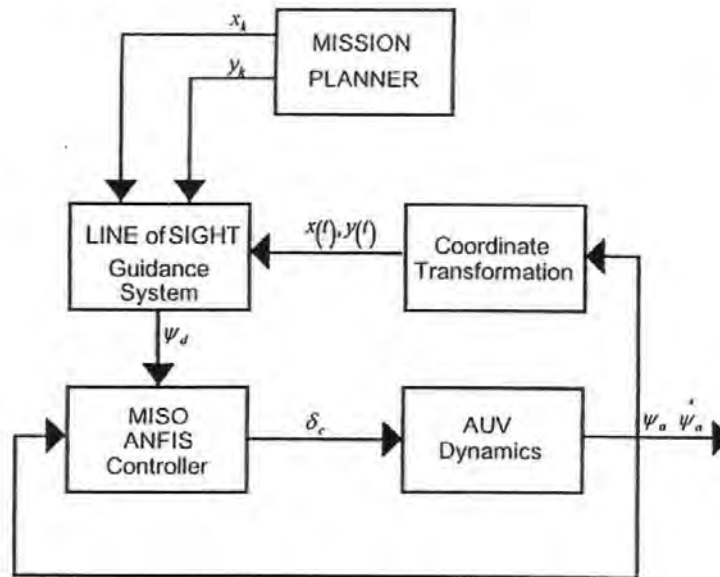 x_k
MISSION
PLANNER
y_k
LINE of SIGHT
Guidance
System
x(t), y(t)
Coordinate
Transformation
ψ_d
MISO
ANFIS
Controller
δ_c
AUV
Dynamics
ψ_a ψ̇_a